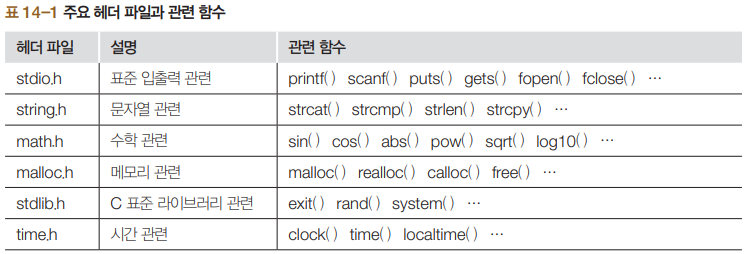 표 14-1 주요 헤더 파일과 관련 함수
헤더 파일 설명 관련 함수
stdio.h 표준 입출력 관련 printf( ) scanf( ) puts( ) gets( ) fopen( ) fclose( ) …
string.h 문자열 관련 strcat( ) strcmp( ) strlen( ) strcpy( ) …
math.h 수학 관련 sin( ) cos( ) abs( ) pow( ) sqrt( ) log10( ) …
malloc.h 메모리 관련 malloc( ) realloc( ) calloc( ) free( ) …
stdlib.h C 표준 라이브러리 관련 exit( ) rand( ) system( ) …
time.h 시간 관련 clock( ) time( ) localtime( ) …